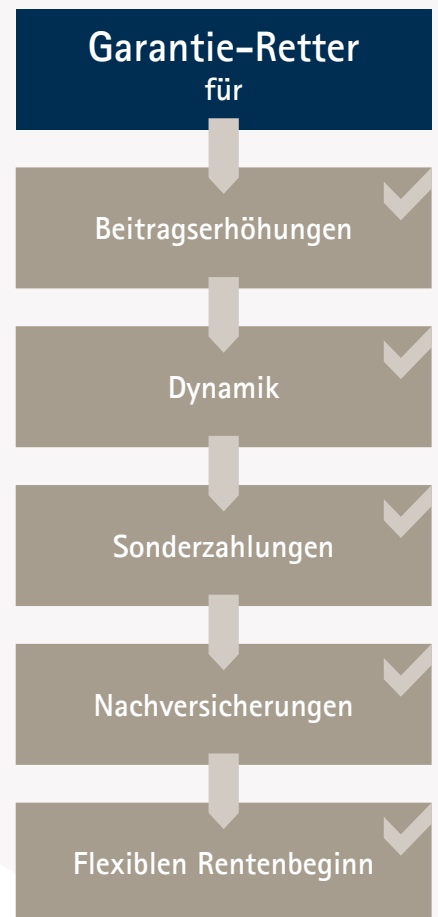 Garantie-Retter
für
Beitragserhöhungen
Dynamik
Sonderzahlungen
Nachversicherungen
Flexiblen Rentenbeginn